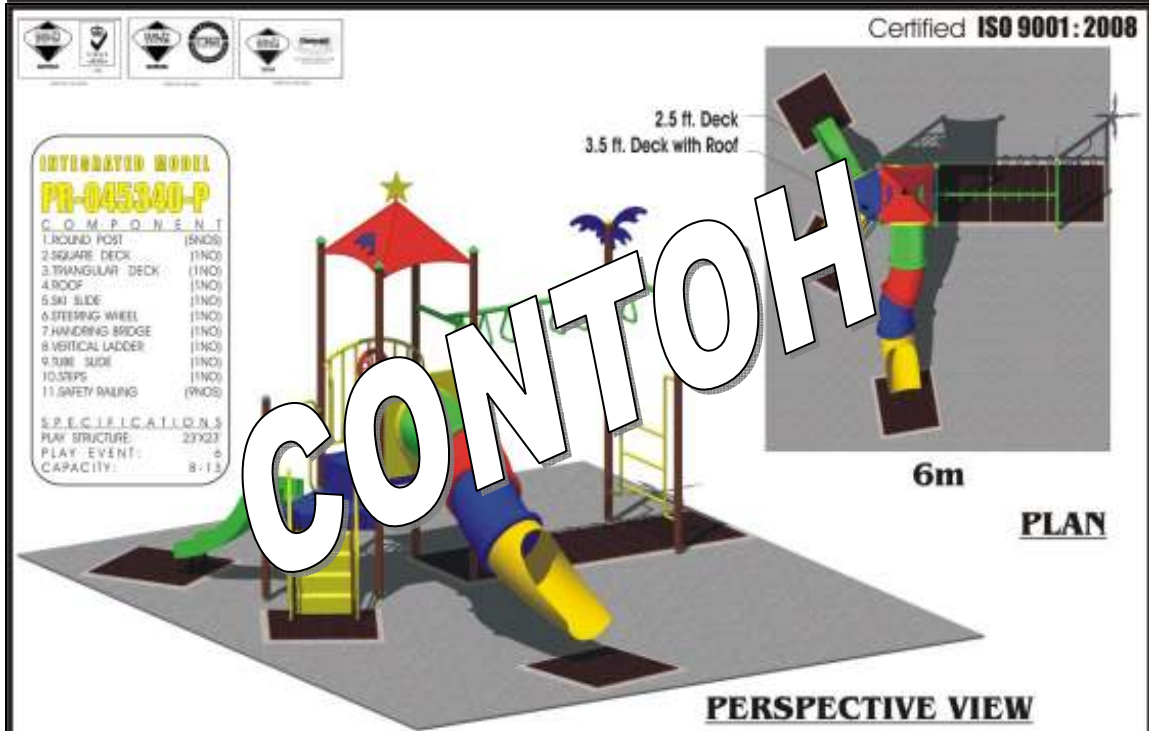 Certified ISO 9001:2008
2.5 ft. Deck
3.5 ft. Deck with Roof
INTEGRATED MODEL
PR-045340-P
COMPONENT
1.ROUND POST (5NOS)
2.SQUARE DECK (1NO)
3.TRIANGULAR DECK (1NO)
4.ROOF (1NO)
5.SKI SLIDE (1NO)
6.STEERING WHEEL (1NO)
7.HANDRING BRIDGE (1NO)
8.VERTICAL LADDER (1NO)
9.TUBE SLIDE (1NO)
10.STEPS (1NO)
11.SAFETY RAILING (9NOS)
SPECIFICATIONS
PLAY STRUCTURE: 23'X23'
PLAY EVENT: 6
CAPACITY: 8-13
CONTOH
6m
PLAN
PERSPECTIVE VIEW